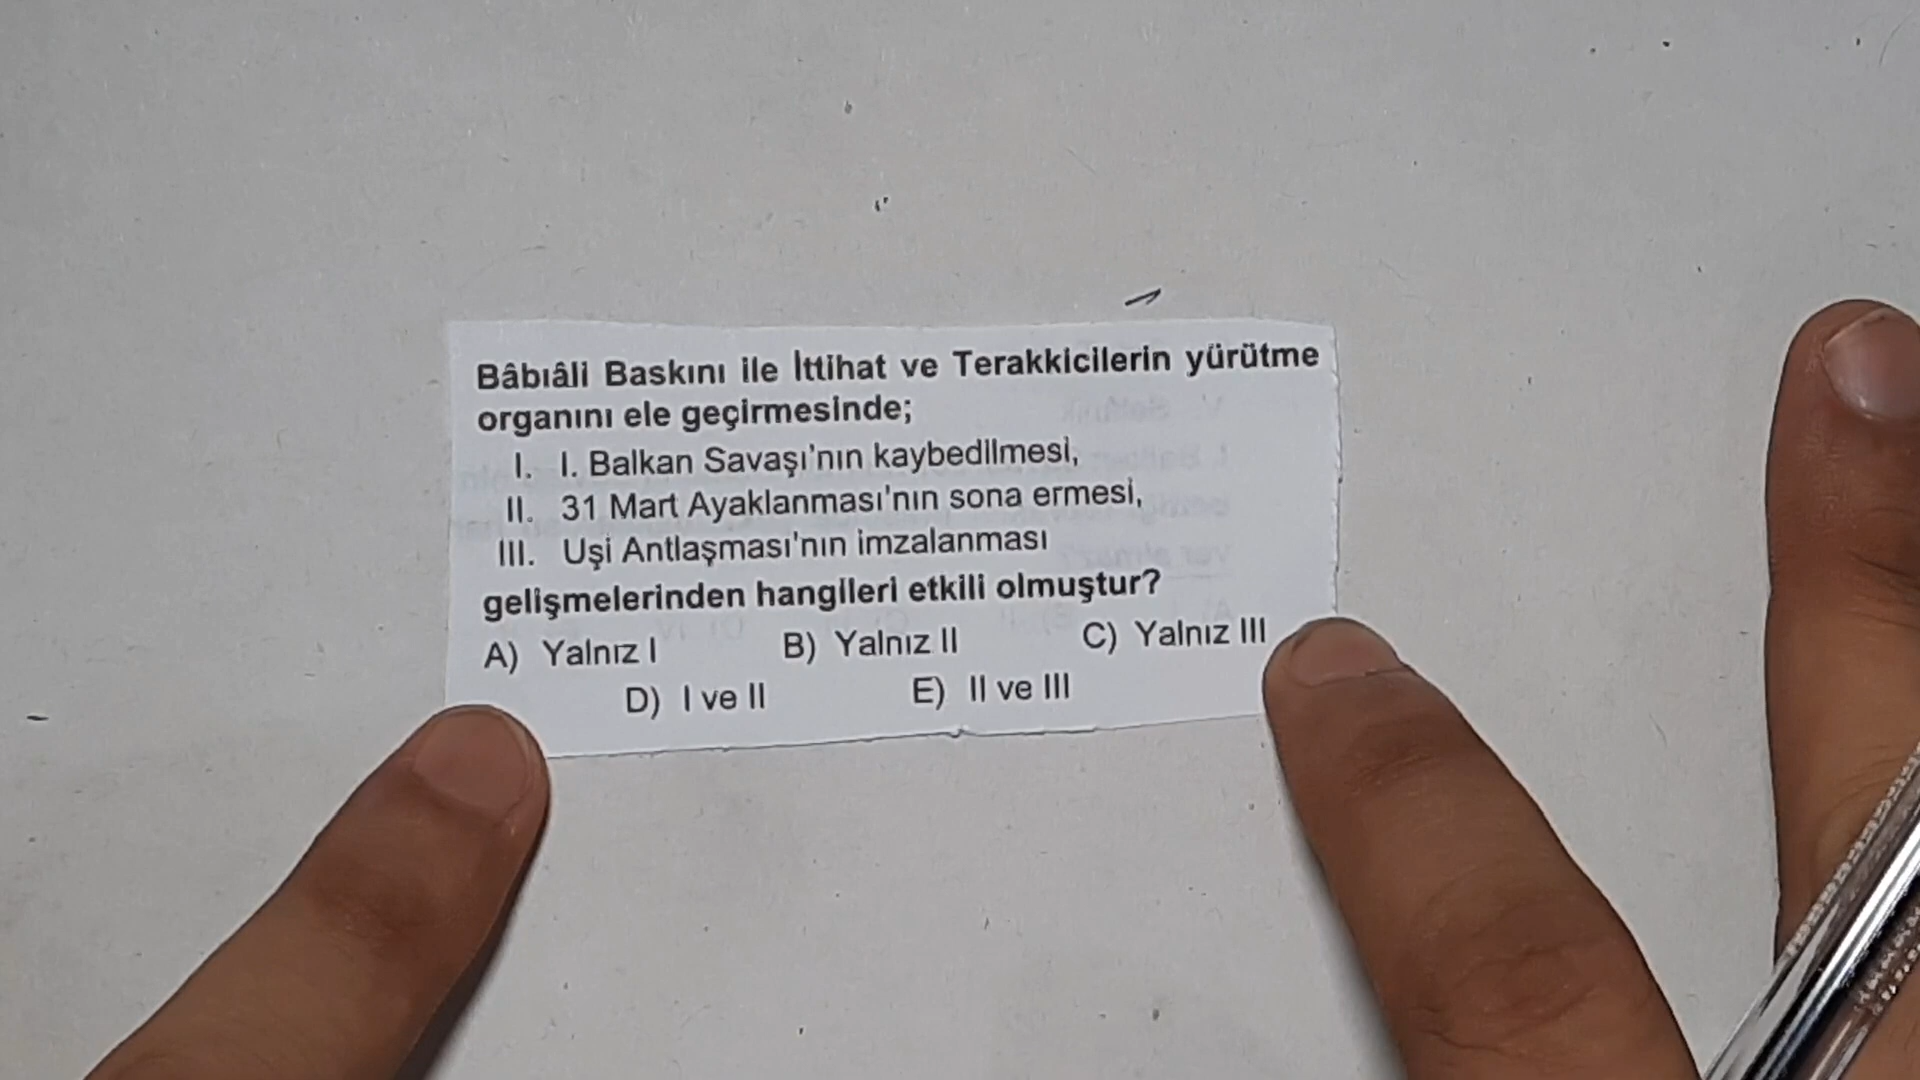 Bâbıâli Baskını ile İttihat ve Terakkicilerin yürütme
organını ele geçirmesinde;
I. I. Balkan Savaşı'nın kaybedilmesi,
II. 31 Mart Ayaklanması'nın sona ermesi,
III. Uşi Antlaşması'nın imzalanması
gelişmelerinden hangileri etkili olmuştur?
A) Yalnız I B) Yalnız II C) Yalnız III
D) I ve II E) II ve III